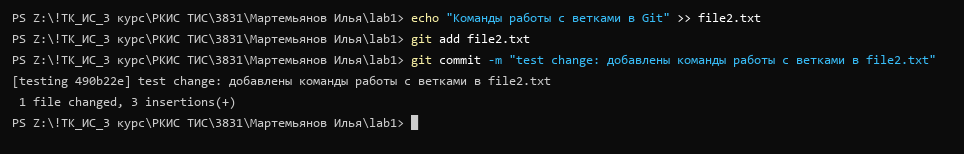 PS Z:\!ТК_ИС_3 курс\РКИС ТИС\3831\Мартемьянов Илья\lab1> echo "Команды работы с ветками в Git" >> file2.txt
PS Z:\!ТК_ИС_3 курс\РКИС ТИС\3831\Мартемьянов Илья\lab1> git add file2.txt
PS Z:\!ТК_ИС_3 курс\РКИС ТИС\3831\Мартемьянов Илья\lab1> git commit -m "test change: добавлены команды работы с ветками в file2.txt"
[testing 490b22e] test change: добавлены команды работы с ветками в file2.txt
 1 file changed, 3 insertions(+)
PS Z:\!ТК_ИС_3 курс\РКИС ТИС\3831\Мартемьянов Илья\lab1>